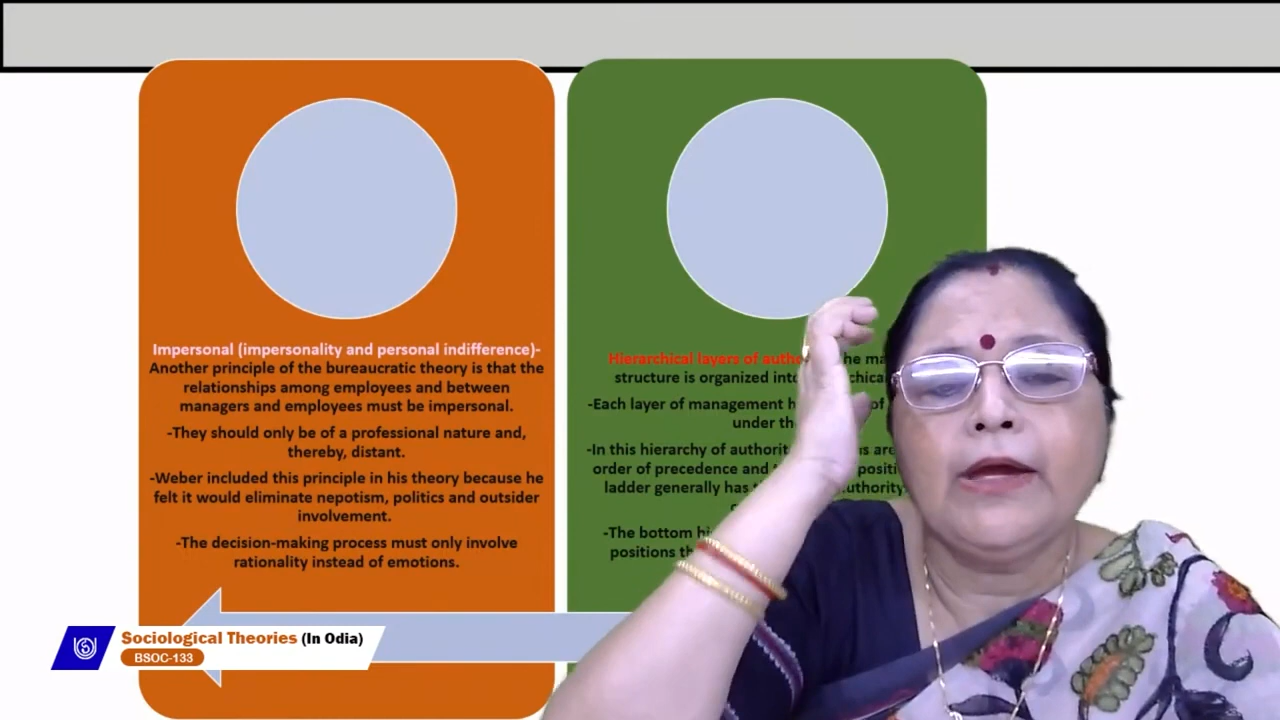 Impersonal (impersonality and personal indifference)-
Another principle of the bureaucratic theory is that the
relationships among employees and between
managers and employees must be impersonal.
-They should only be of a professional nature and,
thereby, distant.
-Weber included this principle in his theory because he
felt it would eliminate nepotism, politics and outsider
involvement.
-The decision-making process must only involve
rationality instead of emotions.
Hierarchical layers of
structure is organized
-Each layer of management
under
-In this hierarchy of
order of precedence and
ladder generally has
-The bottom
positions
Sociological Theories (In Odia)
BSOC-133